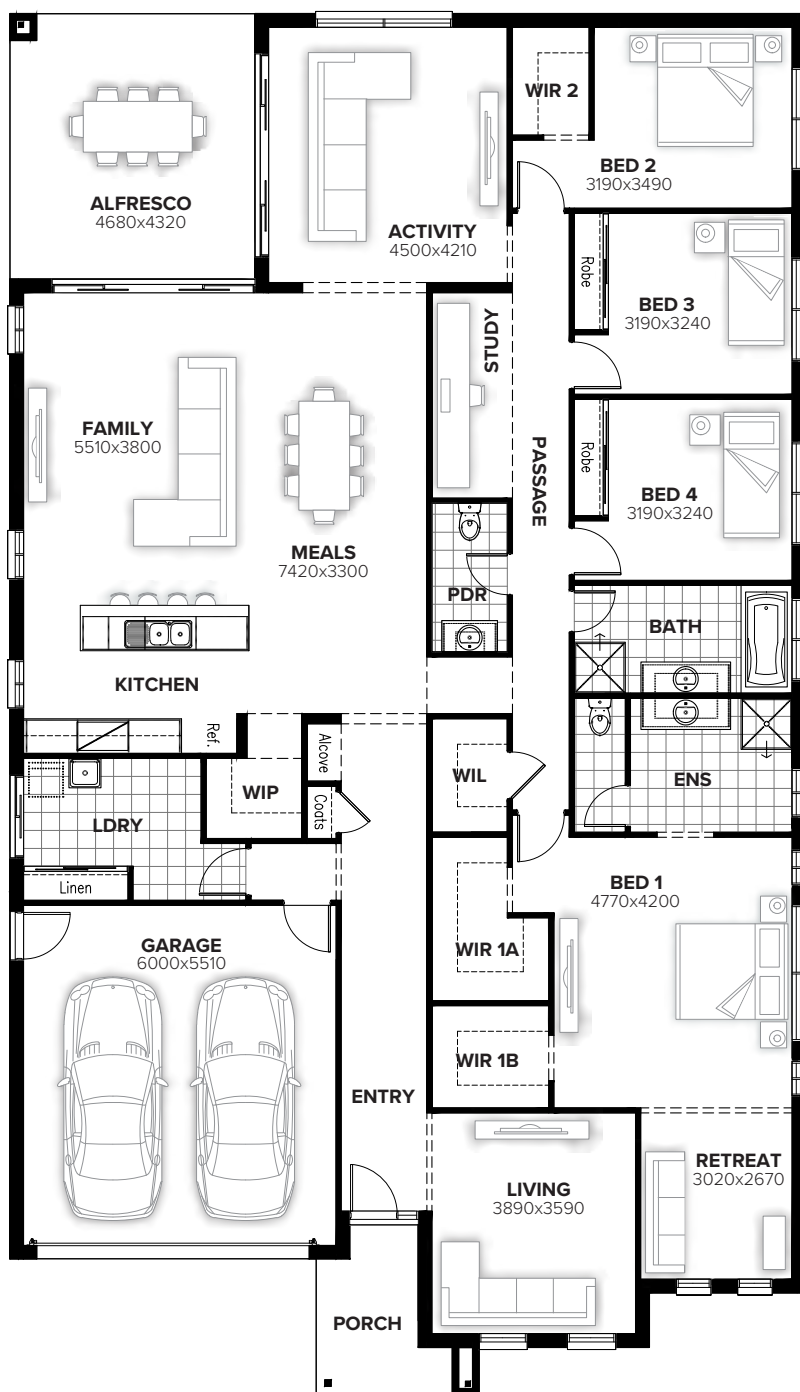 WIR 2
BED 2
3190x3490
ALFRESCO
4680x4320
ACTIVITY
4500x4210
Robe
BED 3
3190x3240
STUDY
FAMILY
5510x3800
PASSAGE
Robe
BED 4
3190x3240
MEALS
7420x3300
PDR
BATH
KITCHEN
Ref.
Alcove
WIL
ENS
WIP
Coats
LDRY
Linen
BED 1
4770x4200
GARAGE
6000x5510
WIR 1A
WIR 1B
ENTRY
RETREAT
3020x2670
LIVING
3890x3590
PORCH